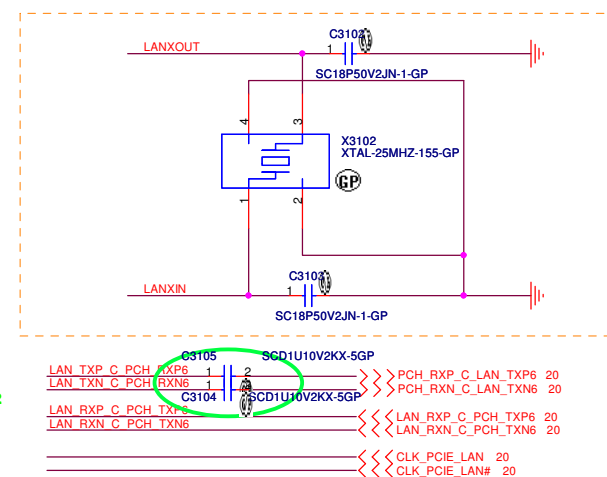 C3102
LANXOUT
1
SC18P50V2JN-1-GP
4
3
X3102
XTAL-25MHZ-155-GP
GP
1
2
C3103
LANXIN
1
SC18P50V2JN-1-GP
C3105
SCD1U10V2KX-5GP
LAN_TXP_C_PCH_RXP6 1 2 PCH_RXP_C_LAN_TXP6 20
LAN_TXN_C_PCH_RXN6 1 PCH_RXN_C_LAN_TXN6 20
C3104
SCD1U10V2KX-5GP
LAN_RXP_C_PCH_TXP6 LAN_RXP_C_PCH_TXP6 20
LAN_RXN_C_PCH_TXN6 LAN_RXN_C_PCH_TXN6 20
CLK_PCIE_LAN 20
CLK_PCIE_LAN# 20